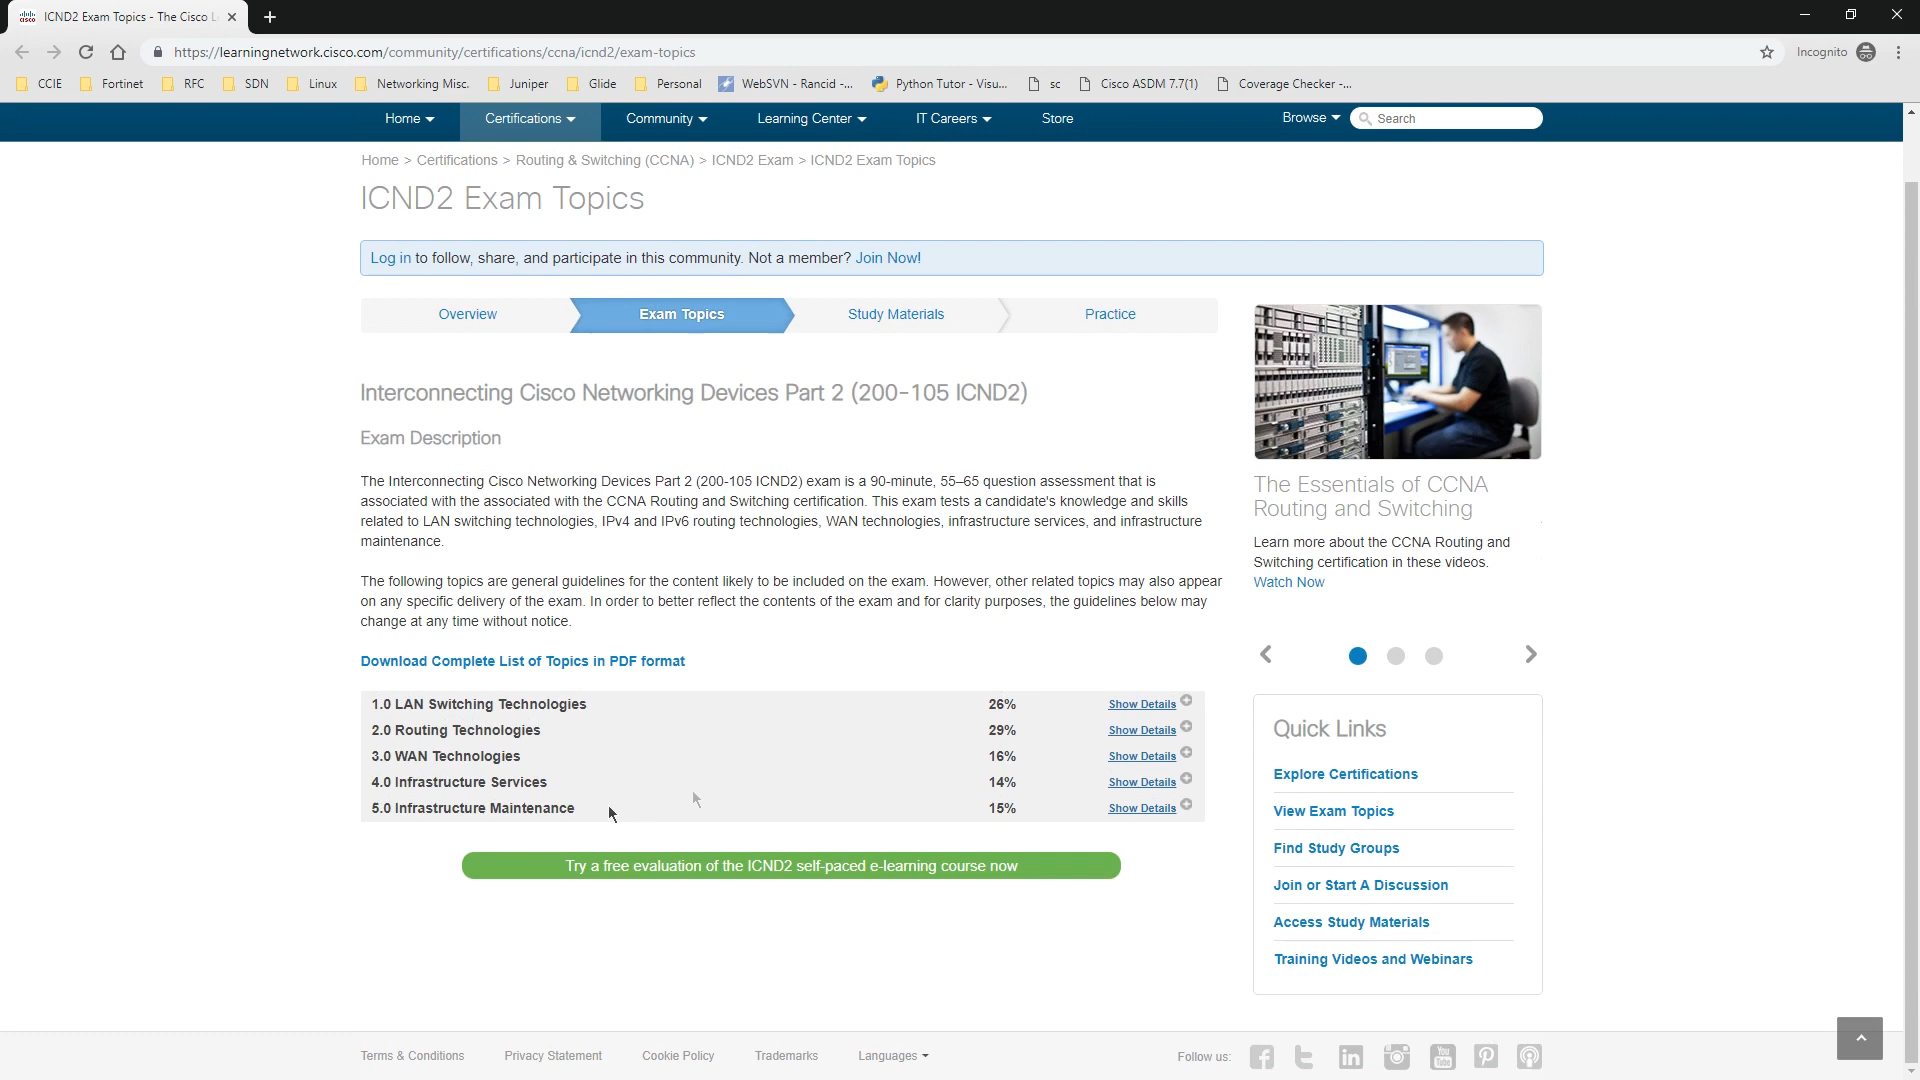 ICND2 Exam Topics - The Cisco L
https://learningnetwork.cisco.com/community/certifications/ccna/icnd2/exam-topics
Incognito
CCIE
Fortinet
RFC
SDN
Linux
Networking Misc.
Juniper
Glide
Personal
WebSVN - Rancid -...
Python Tutor - Visu...
sc
Cisco ASDM 7.7(1)
Coverage Checker -...
Home
Certifications
Community
Learning Center
IT Careers
Store
Browse
Search
Home > Certifications > Routing & Switching (CCNA) > ICND2 Exam > ICND2 Exam Topics
ICND2 Exam Topics
Log in to follow, share, and participate in this community. Not a member? Join Now!
Overview
Exam Topics
Study Materials
Practice
Interconnecting Cisco Networking Devices Part 2 (200-105 ICND2)
Exam Description
The Interconnecting Cisco Networking Devices Part 2 (200-105 ICND2) exam is a 90-minute, 55–65 question assessment that is
associated with the associated with the CCNA Routing and Switching certification. This exam tests a candidate's knowledge and skills
related to LAN switching technologies, IPv4 and IPv6 routing technologies, WAN technologies, infrastructure services, and infrastructure
maintenance.
The following topics are general guidelines for the content likely to be included on the exam. However, other related topics may also appear
on any specific delivery of the exam. In order to better reflect the contents of the exam and for clarity purposes, the guidelines below may
change at any time without notice.
Download Complete List of Topics in PDF format
1.0 LAN Switching Technologies 26% Show Details
2.0 Routing Technologies 29% Show Details
3.0 WAN Technologies 16% Show Details
4.0 Infrastructure Services 14% Show Details
5.0 Infrastructure Maintenance 15% Show Details
Try a free evaluation of the ICND2 self-paced e-learning course now
The Essentials of CCNA
Routing and Switching
Learn more about the CCNA Routing and
Switching certification in these videos.
Watch Now
Quick Links
Explore Certifications
View Exam Topics
Find Study Groups
Join or Start A Discussion
Access Study Materials
Training Videos and Webinars
Terms & Conditions
Privacy Statement
Cookie Policy
Trademarks
Languages
Follow us: